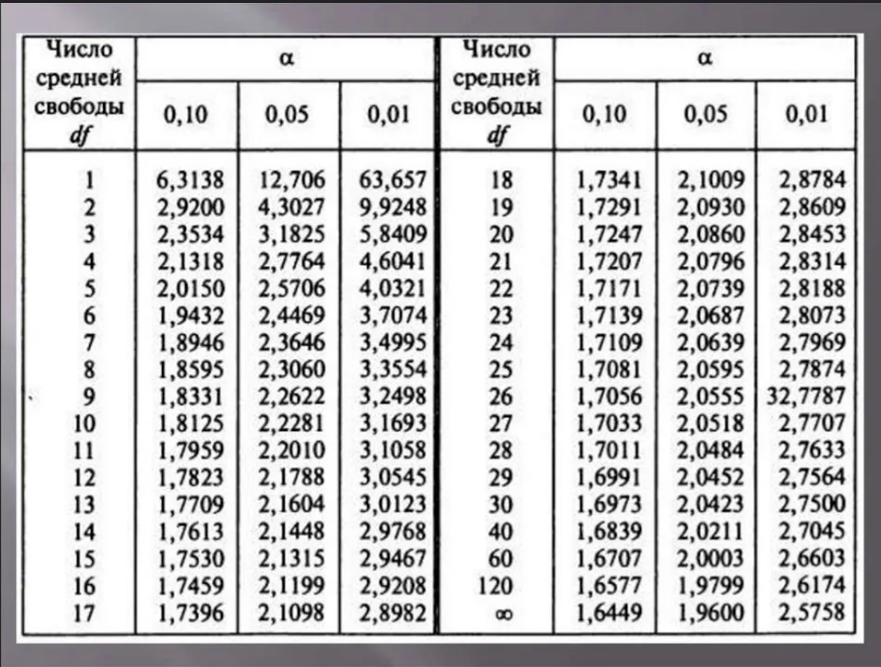 Число средней свободы df α Число средней свободы df α
0,10 0,05 0,01 0,10 0,05 0,01
1 6,3138 12,706 63,657 18 1,7341 2,1009 2,8784
2 2,9200 4,3027 9,9248 19 1,7291 2,0930 2,8609
3 2,3534 3,1825 5,8409 20 1,7247 2,0860 2,8453
4 2,1318 2,7764 4,6041 21 1,7207 2,0796 2,8314
5 2,0150 2,5706 4,0321 22 1,7171 2,0739 2,8188
6 1,9432 2,4469 3,7074 23 1,7139 2,0687 2,8073
7 1,8946 2,3646 3,4995 24 1,7109 2,0639 2,7969
8 1,8595 2,3060 3,3554 25 1,7081 2,0595 2,7874
9 1,8331 2,2622 3,2498 26 1,7056 2,0555 32,7787
10 1,8125 2,2281 3,1693 27 1,7033 2,0518 2,7707
11 1,7959 2,2010 3,1058 28 1,7011 2,0484 2,7633
12 1,7823 2,1788 3,0545 29 1,6991 2,0452 2,7564
13 1,7709 2,1604 3,0123 30 1,6973 2,0423 2,7500
14 1,7613 2,1448 2,9768 40 1,6839 2,0211 2,7045
15 1,7530 2,1315 2,9467 60 1,6707 2,0003 2,6603
16 1,7459 2,1199 2,9208 120 1,6577 1,9799 2,6174
17 1,7396 2,1098 2,8982 ∞ 1,6449 1,9600 2,5758